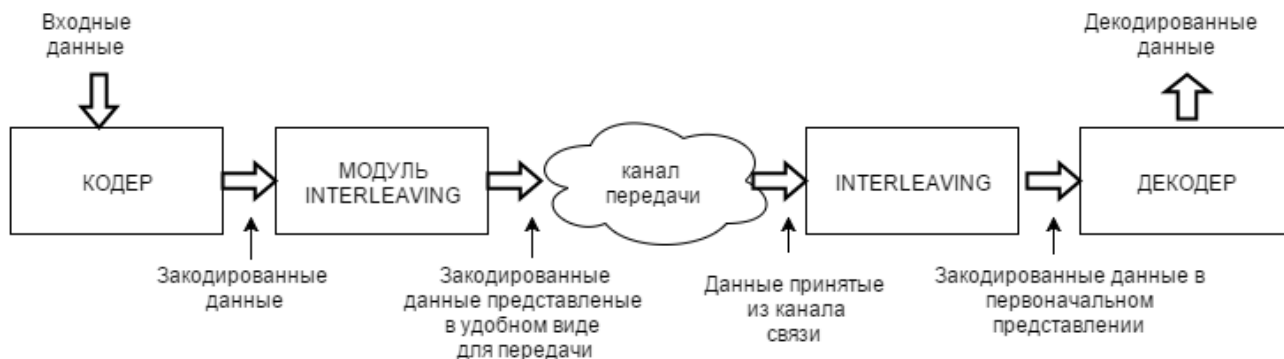 Входные
данные
Декодированные
данные
КОДЕР
МОДУЛЬ
INTERLEAVING
канал
передачи
INTERLEAVING
ДЕКОДЕР
Закодированные
данные
Закодированные
данные представленые
в удобном виде
для передачи
Данные принятые
из канала
связи
Закодированные данные в
первоначальном
представлении